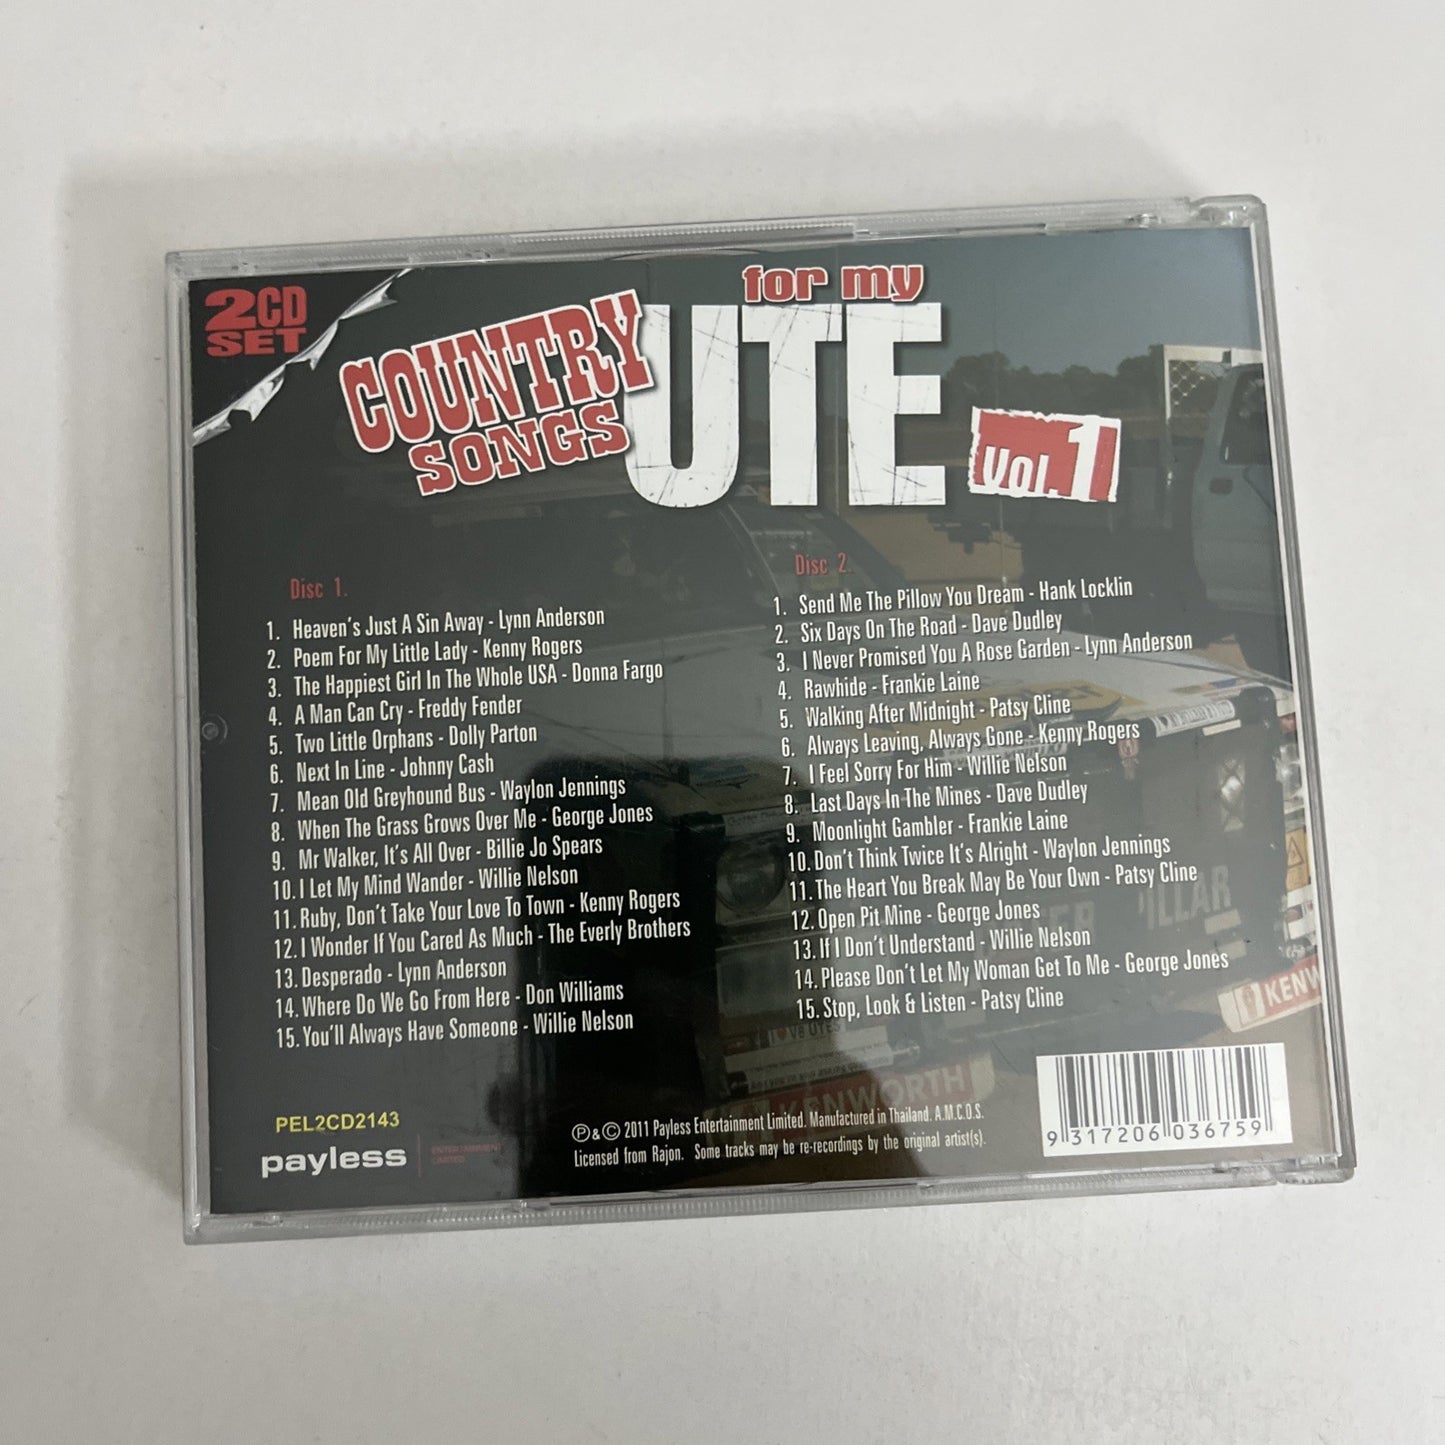 2CD
SET
COUNTRY
SONGS
for my
UTE
Vol.1
Disc 1.
1. Heaven's Just A Sin Away - Lynn Anderson
2. Poem For My Little Lady - Kenny Rogers
3. The Happiest Girl In The Whole USA - Donna Fargo
4. A Man Can Cry - Freddy Fender
5. Two Little Orphans - Dolly Parton
6. Next In Line - Johnny Cash
7. Mean Old Greyhound Bus - Waylon Jennings
8. When The Grass Grows Over Me - George Jones
9. Mr Walker, It's All Over - Billie Jo Spears
10. I Let My Mind Wander - Willie Nelson
11. Ruby, Don't Take Your Love To Town - Kenny Rogers
12. I Wonder If You Cared As Much - The Everly Brothers
13. Desperado - Lynn Anderson
14. Where Do We Go From Here - Don Williams
15. You'll Always Have Someone - Willie Nelson
Disc 2.
1. Send Me The Pillow You Dream - Hank Locklin
2. Six Days On The Road - Dave Dudley
3. I Never Promised You A Rose Garden - Lynn Anderson
4. Rawhide - Frankie Laine
5. Walking After Midnight - Patsy Cline
6. Always Leaving, Always Gone - Kenny Rogers
7. I Feel Sorry For Him - Willie Nelson
8. Last Days In The Mines - Dave Dudley
9. Moonlight Gambler - Frankie Laine
10. Don't Think Twice It's Alright - Waylon Jennings
11. The Heart You Break May Be Your Own - Patsy Cline
12. Open Pit Mine - George Jones
13. If I Don't Understand - Willie Nelson
14. Please Don't Let My Woman Get To Me - George Jones
15. Stop, Look & Listen - Patsy Cline
KENW
KENWORTH
PEL2CD2143
payless
ENTERTAINMENT
LIMITED
℗&© 2011 Payless Entertainment Limited. Manufactured in Thailand. A.M.C.O.S.
Licensed from Rajon. Some tracks may be re-recordings by the original artist(s).
9 317206 036759